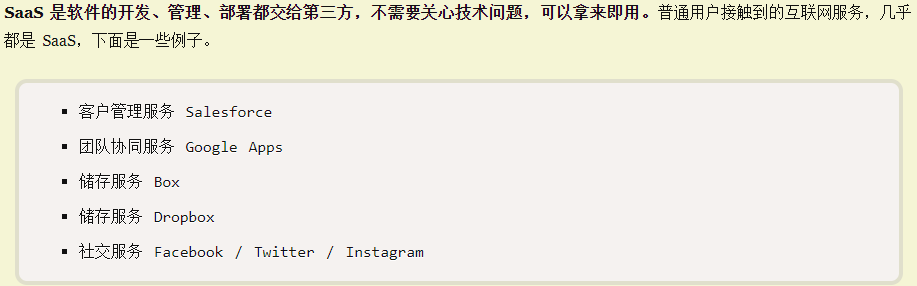 SaaS 是软件的开发、管理、部署都交给第三方，不需要关心技术问题，可以拿来即用。普通用户接触到的互联网服务，几乎
都是 SaaS，下面是一些例子。
▪ 客户管理服务 Salesforce
▪ 团队协同服务 Google Apps
▪ 储存服务 Box
▪ 储存服务 Dropbox
▪ 社交服务 Facebook / Twitter / Instagram